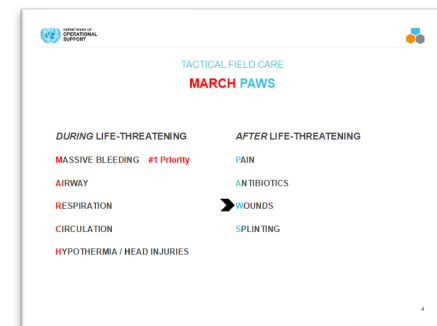 DEPARTMENT OF
OPERATIONAL
SUPPORT
TACTICAL FIELD CARE
MARCH PAWS
DURING LIFE-THREATENING
MASSIVE BLEEDING #1 Priority
AIRWAY
RESPIRATION
CIRCULATION
HYPOTHERMIA / HEAD INJURIES
AFTER LIFE-THREATENING
PAIN
ANTIBIOTICS
WOUNDS
SPLINTING
4